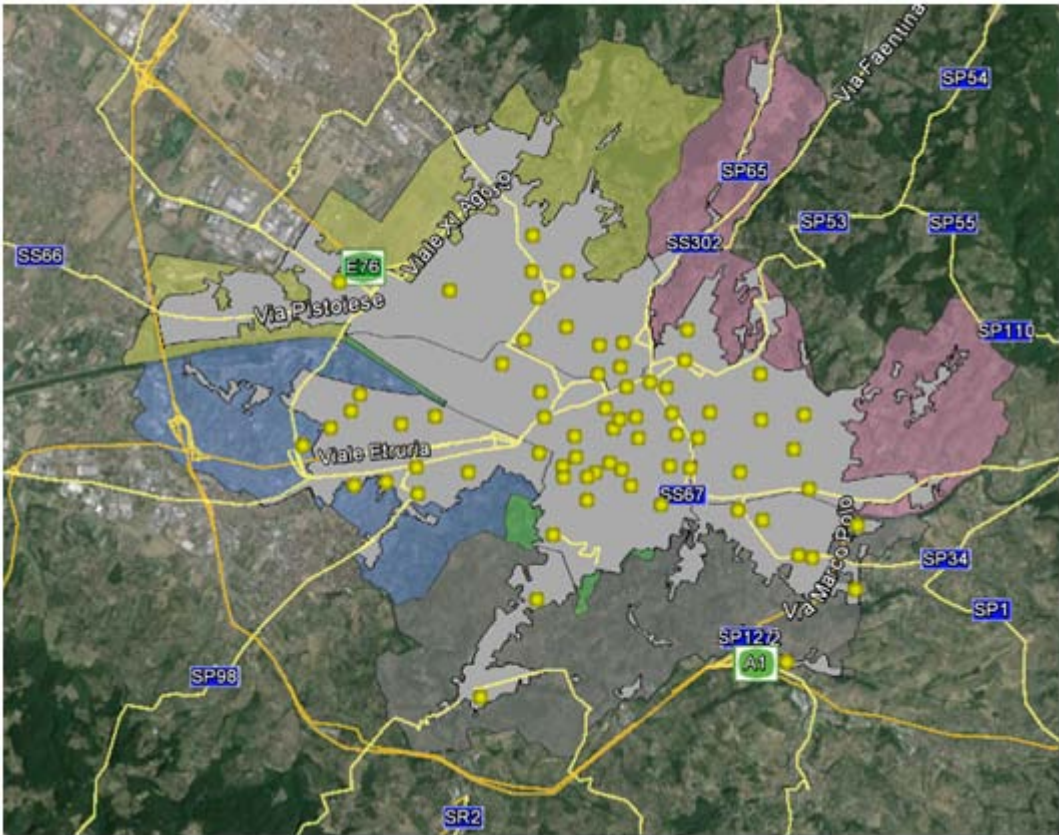 Via Faentina
SP54
SP65
SP53
SP55
SS302
Viale XI Agosto
SS66
E76
Via Pistoiese
SP110
Viale Etruria
SS67
Via Marco Polo
SP34
SP1
A1
SP98
SR2